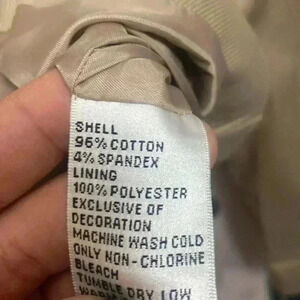 SHELL
96% COTTON
4% SPANDEX
LINING
100% POLYESTER
EXCLUSIVE OF
DECORATION
MACHINE WASH COLD
ONLY NON-CHLORINE
BLEACH
TUMBLE DRY LOW
WARM